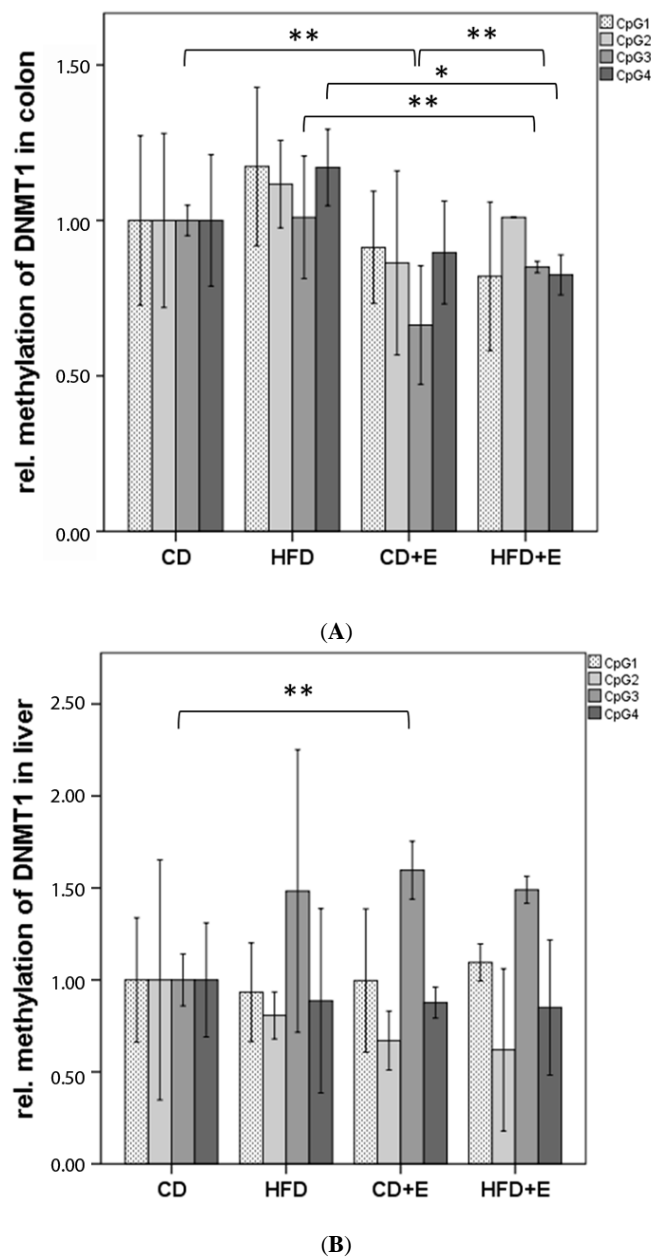 CpG1
CpG2
CpG3
CpG4
** **
*
**
1.50
1.00
0.50
0.00
rel. methylation of DNMT1 in colon
CD HFD CD+E HFD+E
(A)
CpG1
CpG2
CpG3
CpG4
**
2.50
2.00
1.50
1.00
0.50
0.00
rel. methylation of DNMT1 in liver
CD HFD CD+E HFD+E
(B)